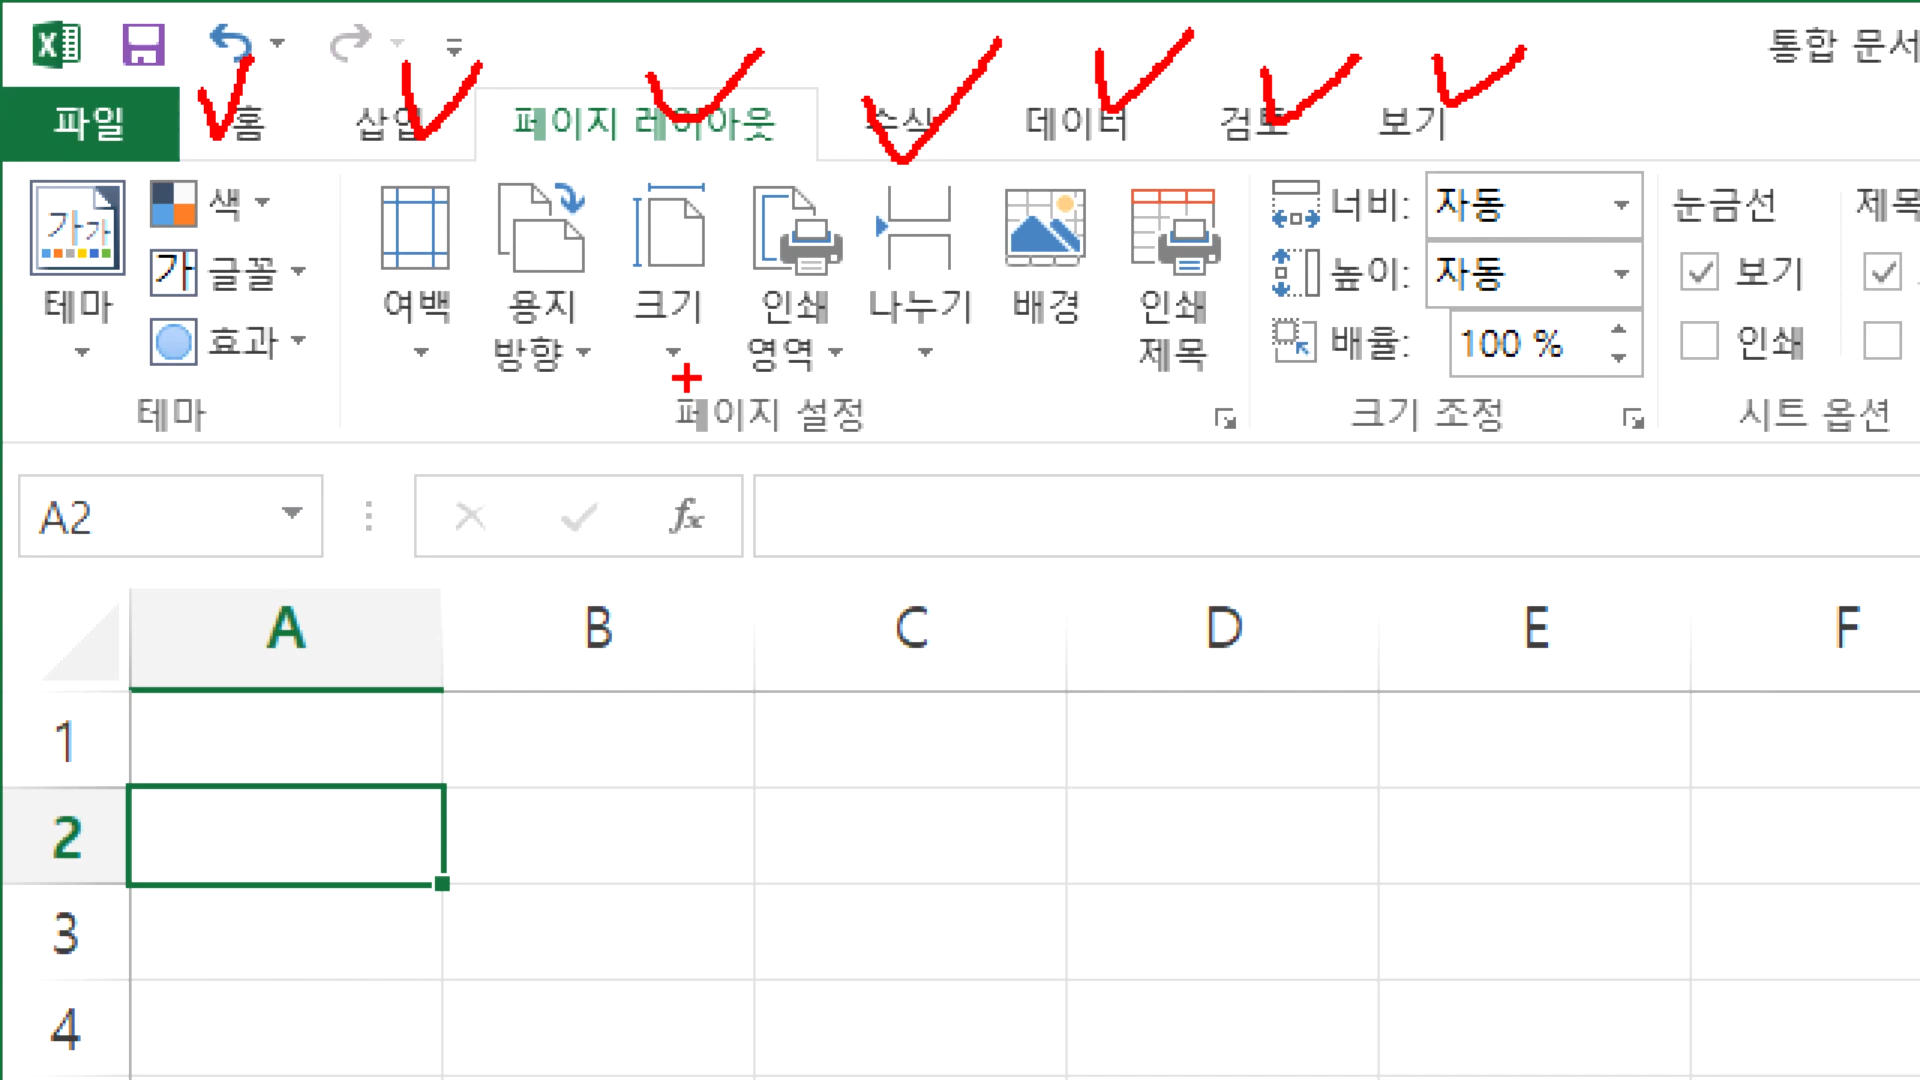 통합 문서
파일 홈 삽입 페이지 레이아웃 수식 데이터 검토 보기
가가 색 너비: 자동 눈금선 제목
가 글꼴 높이: 자동 보기
테마 여백 용지 크기 인쇄 나누기 배경 인쇄
효과 방향 영역 제목 배율: 100 % 인쇄
테마 페이지 설정 크기 조정 시트 옵션
A2 fx
A B C D E F
1
2
3
4